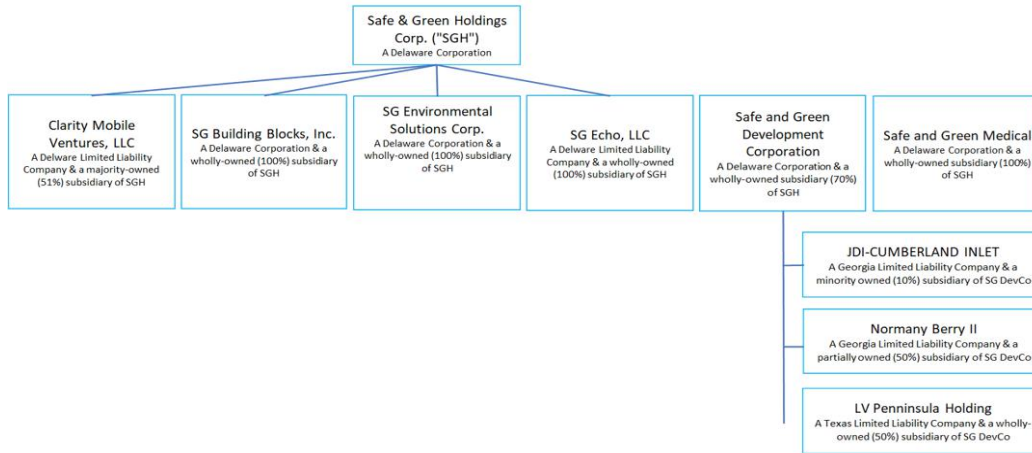 Safe & Green Holdings
Corp. ("SGH")
A Delaware Corporation
Clarity Mobile
Ventures, LLC
A Delware Limited Liability
Company & a majority-owned
(51%) subsidiary of SGH
SG Building Blocks, Inc.
A Delaware Corporation & a
wholly-owned (100%) subsidiary
of SGH
SG Environmental
Solutions Corp.
A Delaware Corporation & a
wholly-owned (100%) subsidiary
of SGH
SG Echo, LLC
A Delware Limited Liability
Company & a wholly-owned
(100%) subsidiary of SGH
Safe and Green
Development
Corporation
A Delaware Corporation & a
wholly-owned subsidiary (70%)
of SGH
Safe and Green Medical
A Delaware Corporation & a
wholly-owned subsidiary (100%)
of SGH
JDI-CUMBERLAND INLET
A Georgia Limited Liability Company & a
minority owned (10%) subsidiary of SG DevCo
Normany Berry II
A Georgia Limited Liability Company & a
partially owned (50%) subsidiary of SG DevCo
LV Penninsula Holding
A Texas Limited Liability Company & a wholly-
owned (50%) subsidiary of SG DevCo